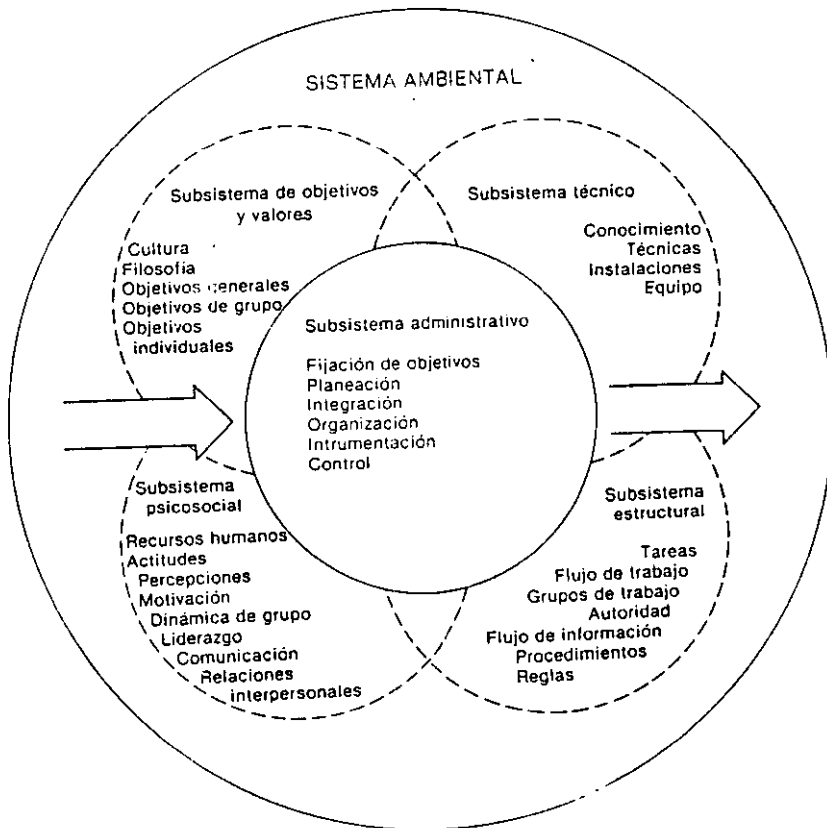 SISTEMA AMBIENTAL
Subsistema de objetivos
y valores
Cultura
Filosofía
Objetivos generales
Objetivos de grupo
Objetivos
individuales
Subsistema técnico
Conocimiento
Técnicas
Instalaciones
Equipo
Subsistema administrativo
Fijación de objetivos
Planeación
Integración
Organización
Intrumentación
Control
Subsistema
psicosocial
Recursos humanos
Actitudes
Percepciones
Motivación
Dinámica de grupo
Liderazgo
Comunicación
Relaciones
interpersonales
Subsistema
estructural
Tareas
Flujo de trabajo
Grupos de trabajo
Autoridad
Flujo de información
Procedimientos
Reglas